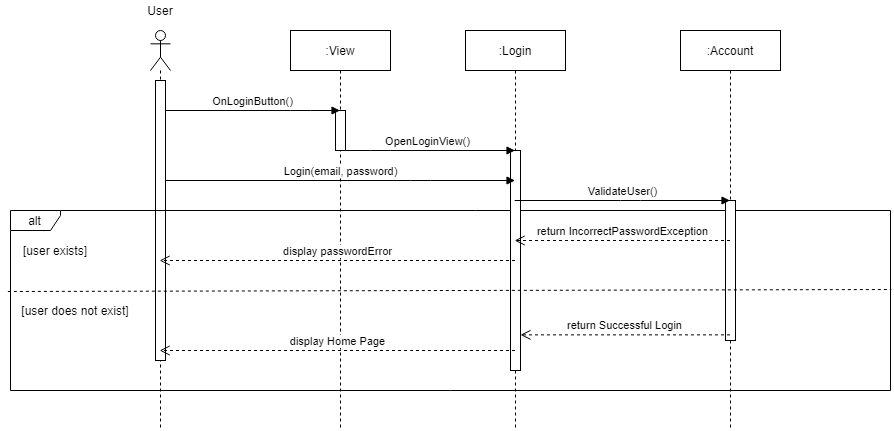 User
:View
:Login
:Account
OnLoginButton()
OpenLoginView()
Login(email, password)
ValidateUser()
alt
return IncorrectPasswordException
[user exists]
display passwordError
[user does not exist]
return Successful Login
display Home Page